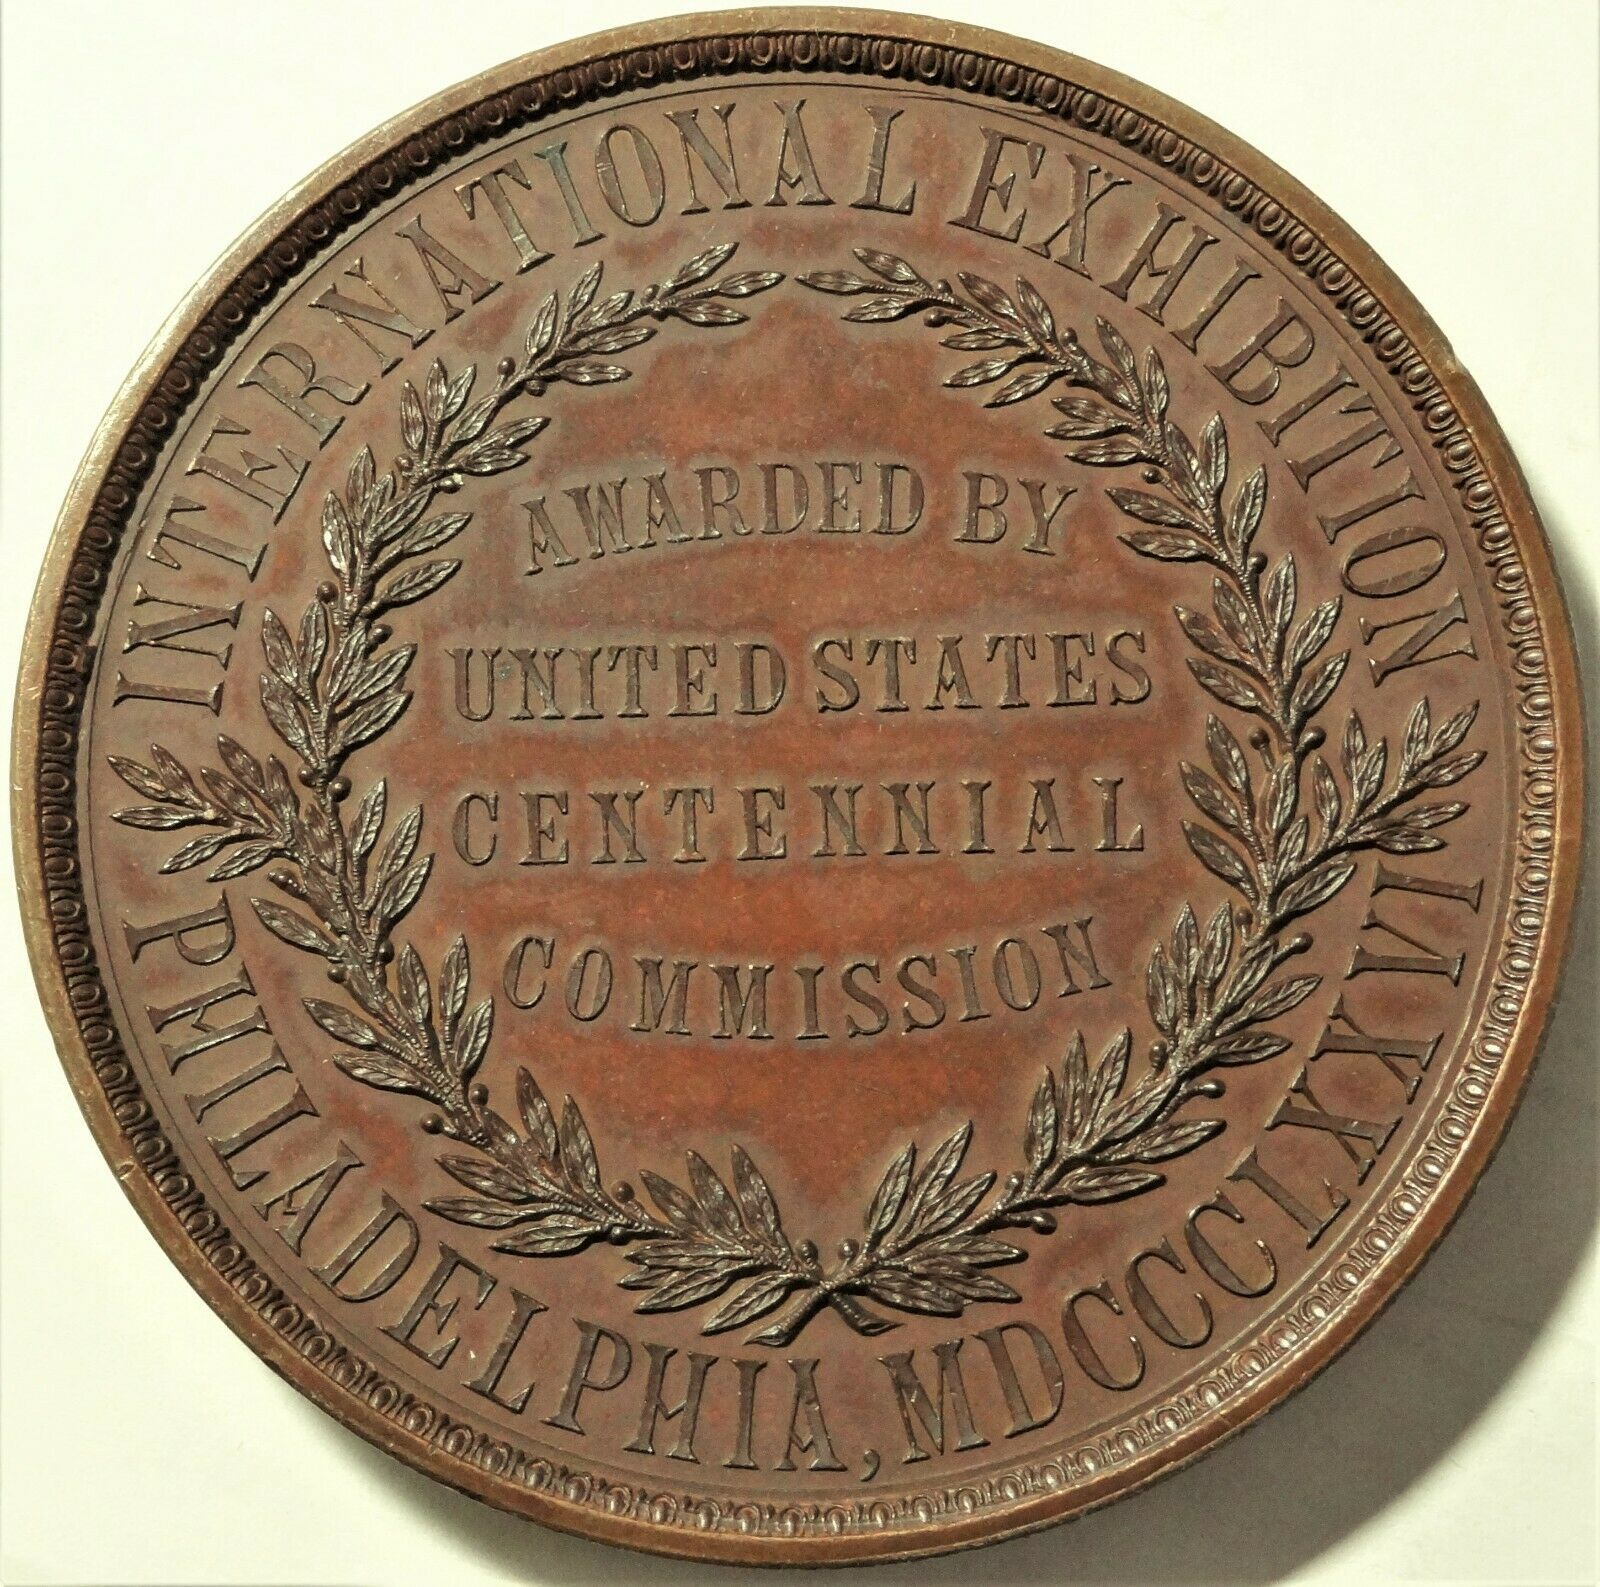 INTERNATIONAL EXHIBITION
AWARDED BY
UNITED STATES
CENTENNIAL
COMMISSION
PHILADELPHIA, MDCCCLXXVI